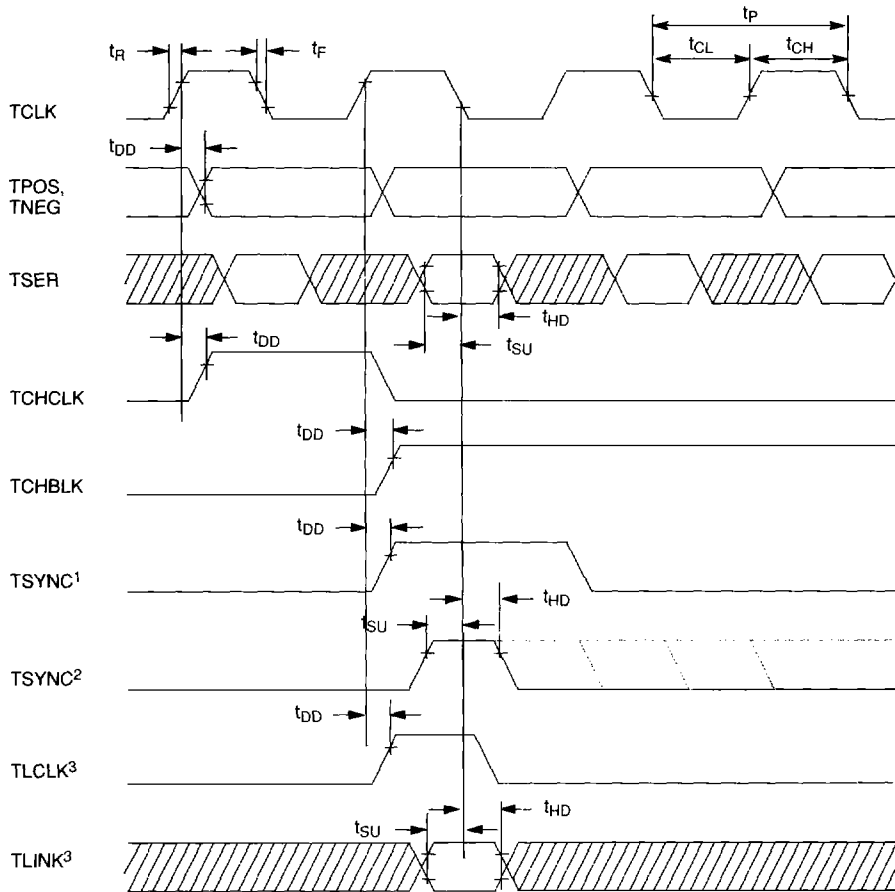 tP
tR
tF
tCL
tCH
TCLK
tDD
TPOS,
TNEG
TSER
tHD
tSU
tDD
TCHCLK
tDD
TCHBLK
tDD
TSYNC1
tHD
tSU
TSYNC2
tDD
TLCLK3
tHD
tSU
TLINK3